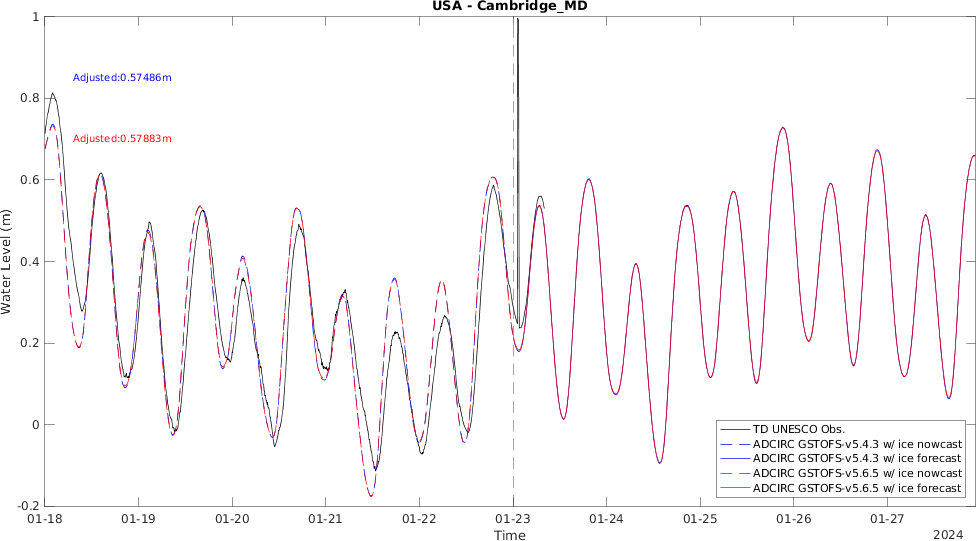 USA - Cambridge_MD
1
Adjusted:0.57486m
0.8
Adjusted:0.57883m
0.6
0.4
0.2
0
-0.2
Water Level (m)
TD UNESCO Obs.
ADCIRC GSTOFS-v5.4.3 w/ ice nowcast
ADCIRC GSTOFS-v5.4.3 w/ ice forecast
ADCIRC GSTOFS-v5.6.5 w/ ice nowcast
ADCIRC GSTOFS-v5.6.5 w/ ice forecast
01-18 01-19 01-20 01-21 01-22 01-23 01-24 01-25 01-26 01-27
Time
2024